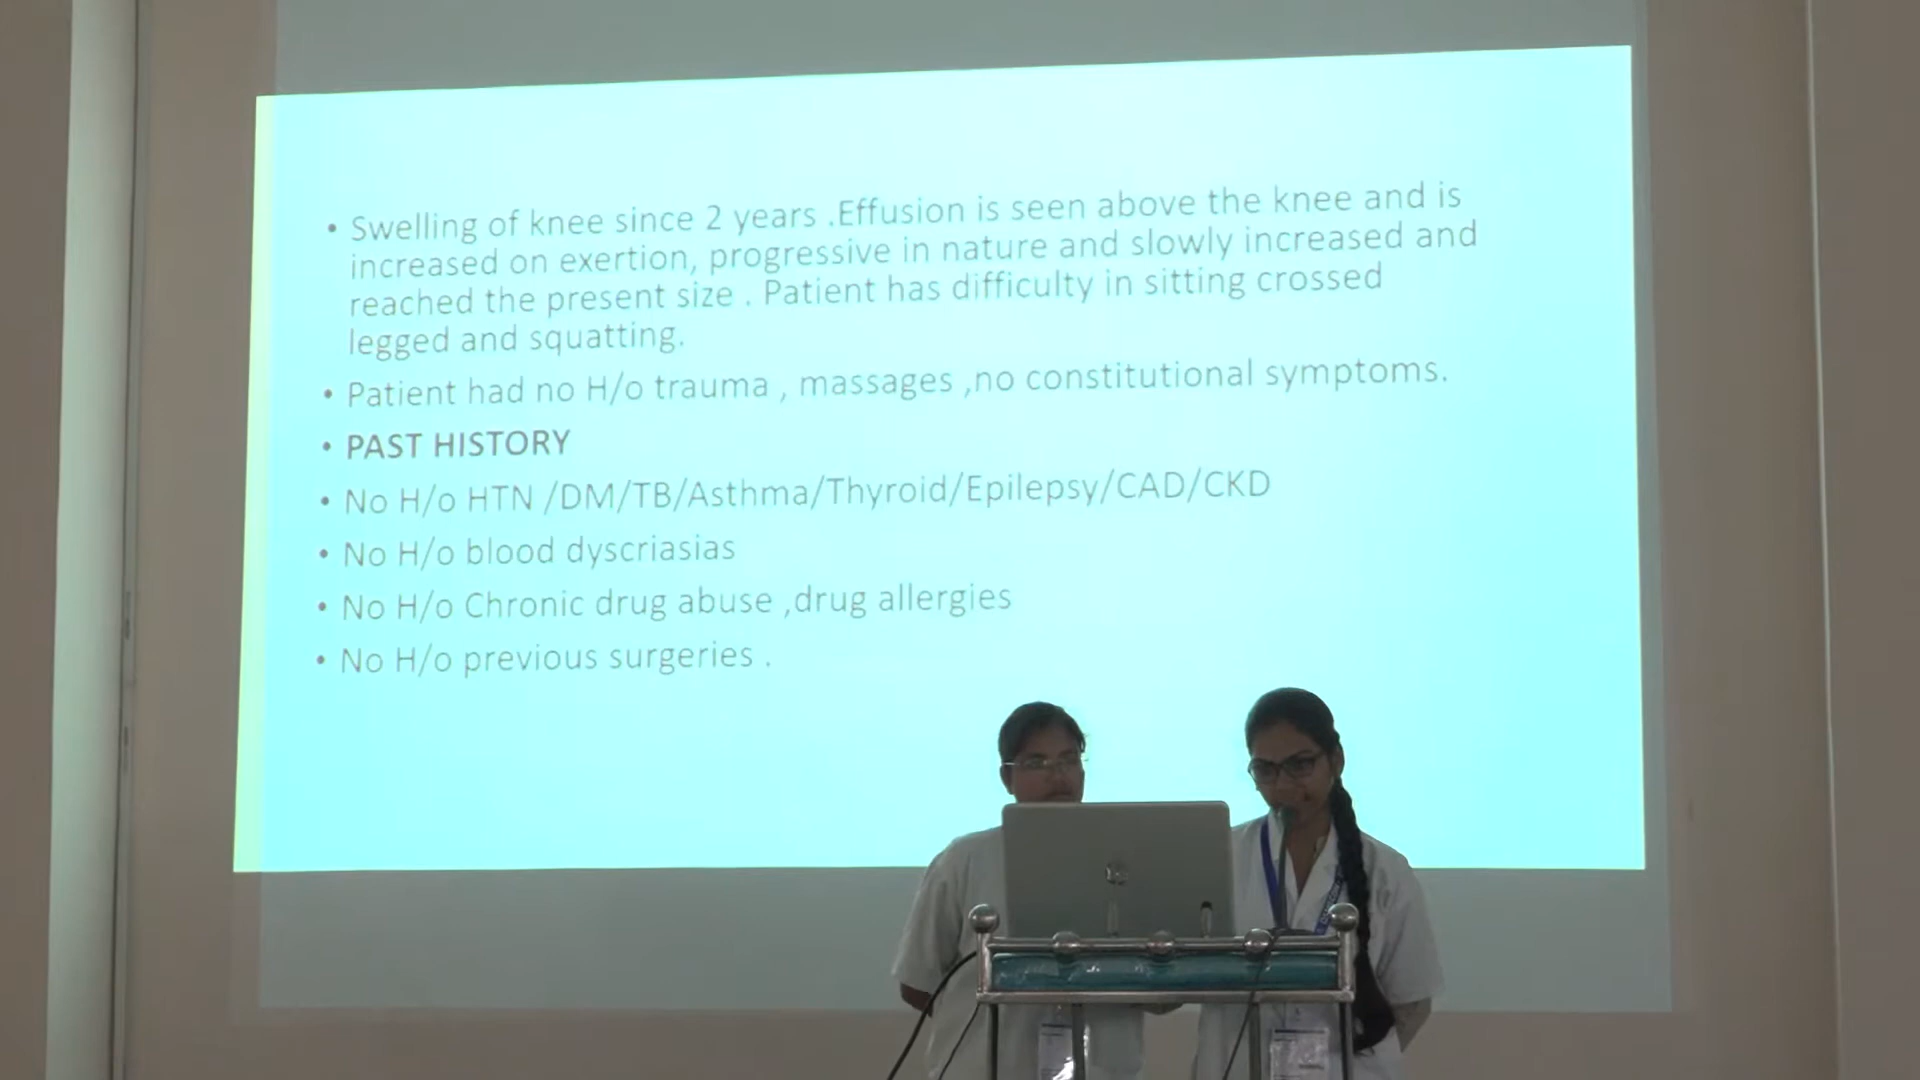 • Swelling of knee since 2 years .Effusion is seen above the knee and is
increased on exertion, progressive in nature and slowly increased and
reached the present size . Patient has difficulty in sitting crossed
legged and squatting.
• Patient had no H/o trauma , massages ,no constitutional symptoms.
• PAST HISTORY
• No H/o HTN /DM/TB/Asthma/Thyroid/Epilepsy/CAD/CKD
• No H/o blood dyscriasias
• No H/o Chronic drug abuse ,drug allergies
• No H/o previous surgeries .
hp